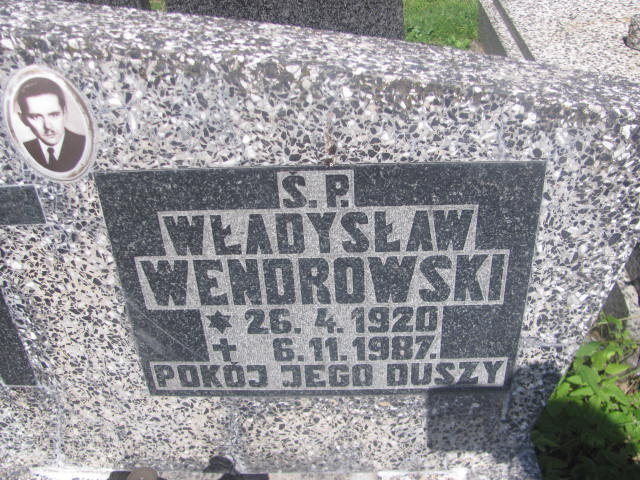 Ś.P.
WŁADYSŁAW
WENDROWSKI
✶ 26. 4. 1920
✝ 6. 11. 1987.
POKÓJ JEGO DUSZY